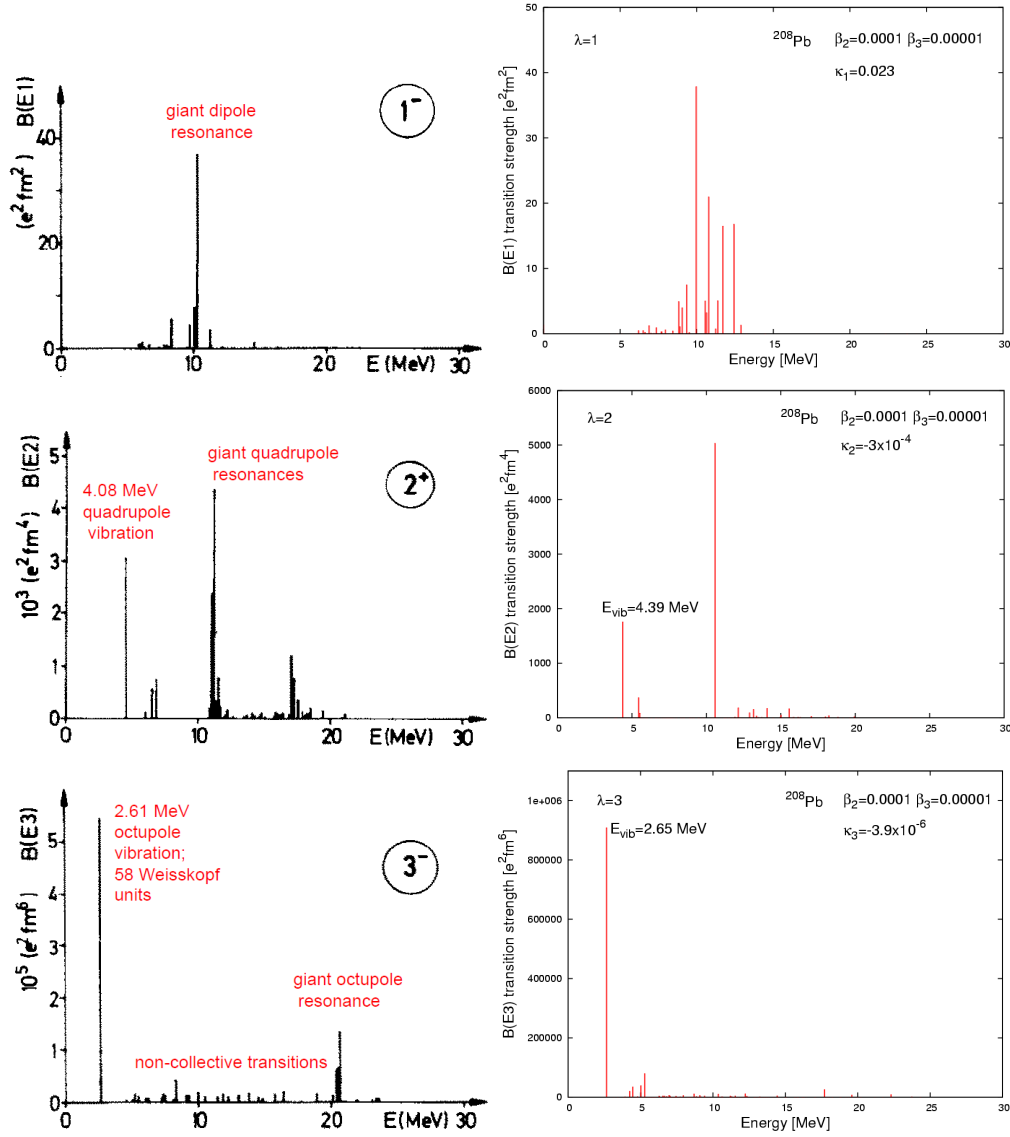 B(E1)
(e²fm²)
40
20
0
giant dipole
resonance
1⁻
0
10
20
30
E (MeV)
B(E1) transition strength [e²fm²]
50
40
30
20
10
0
λ=1
²⁰⁸Pb
β₂=0.0001 β₃=0.00001
κ₁=0.023
0
5
10
15
20
25
30
Energy [MeV]
10³ (e²fm⁴) B(E2)
5
4
3
2
1
0
4.08 MeV
quadrupole
vibration
giant quadrupole
resonances
2⁺
0
10
20
30
E(MeV)
B(E2) transition strength [e²fm⁴]
6000
5000
4000
3000
2000
1000
0
λ=2
²⁰⁸Pb
β₂=0.0001 β₃=0.00001
κ₂=-3x10⁻⁴
E_vib=4.39 MeV
0
5
10
15
20
25
30
Energy [MeV]
10⁵ (e²fm⁶) B(E3)
5
4
3
2
1
0
2.61 MeV
octupole
vibration;
58 Weisskopf
units
3⁻
giant octupole
resonance
non-collective transitions
0
10
20
30
E(MeV)
B(E3) transition strength [e²fm⁶]
1e+006
800000
600000
400000
200000
0
λ=3
²⁰⁸Pb
β₂=0.0001 β₃=0.00001
κ₃=-3.9x10⁻⁶
E_vib=2.65 MeV
0
5
10
15
20
25
30
Energy [MeV]